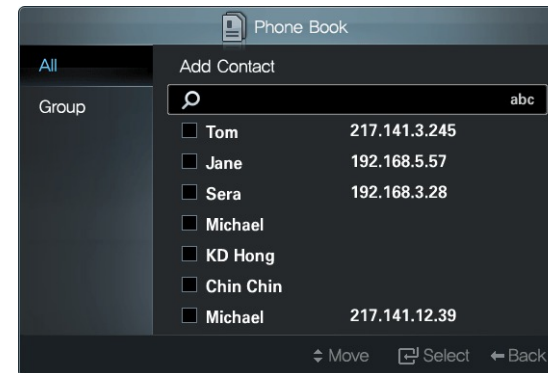 Phone Book
All
Group
Add Contact
abc
Tom 217.141.3.245
Jane 192.168.5.57
Sera 192.168.3.28
Michael
KD Hong
Chin Chin
Michael 217.141.12.39
Move Select Back